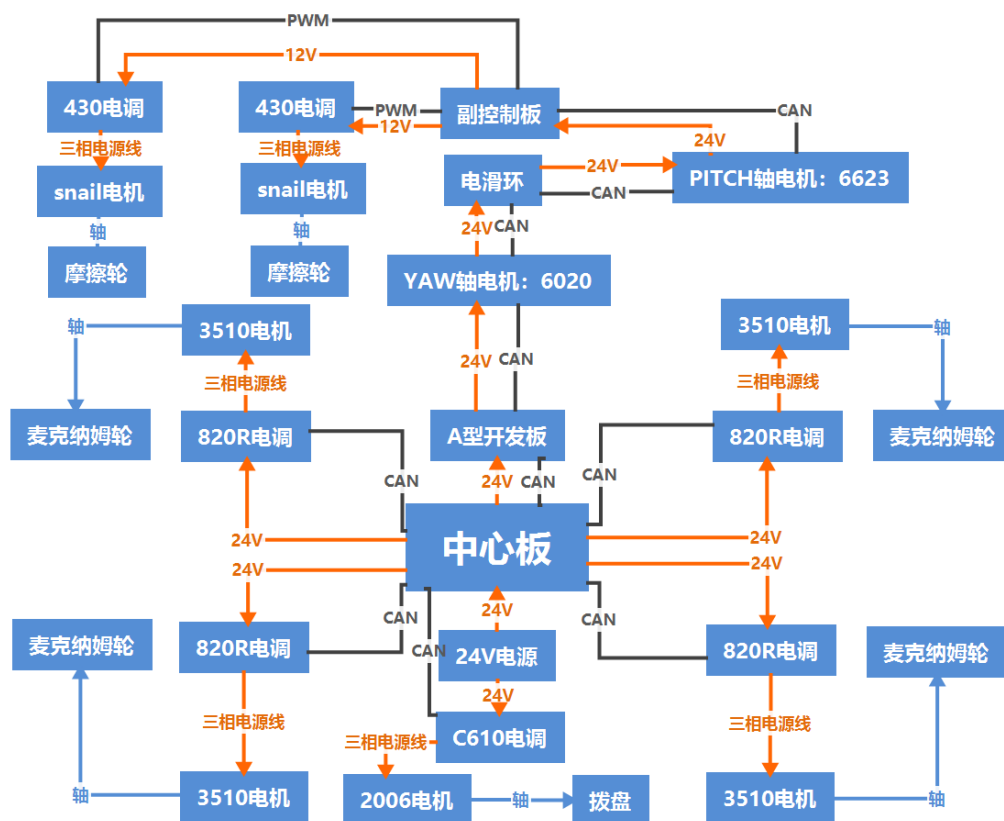 PWM
12V
430电调
430电调
PWM
12V
副控制板
CAN
24V
三相电源线
三相电源线
snail电机
snail电机
电滑环
24V
CAN
PITCH轴电机：6623
轴
轴
24V
CAN
摩擦轮
摩擦轮
YAW轴电机：6020
轴
3510电机
3510电机
轴
24V
CAN
三相电源线
三相电源线
麦克纳姆轮
820R电调
A型开发板
820R电调
麦克纳姆轮
CAN
24V
CAN
CAN
中心板
24V
24V
24V
24V
CAN
24V
CAN
麦克纳姆轮
820R电调
CAN
24V电源
820R电调
麦克纳姆轮
24V
三相电源线
三相电源线
C610电调
三相电源线
轴
3510电机
2006电机
轴
拨盘
3510电机
轴